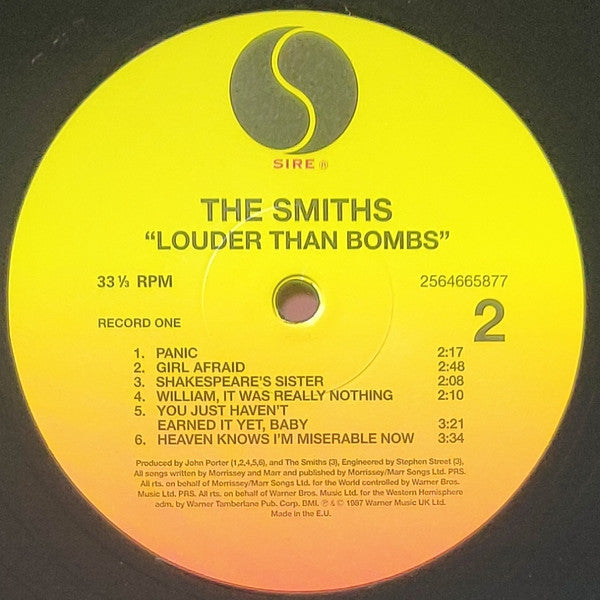 SIRE ®
THE SMITHS
“LOUDER THAN BOMBS”
33 ⅓ RPM
2564665877
RECORD ONE
2
1. PANIC 2:17
2. GIRL AFRAID 2:48
3. SHAKESPEARE'S SISTER 2:08
4. WILLIAM, IT WAS REALLY NOTHING 2:10
5. YOU JUST HAVEN'T
EARNED IT YET, BABY 3:21
6. HEAVEN KNOWS I'M MISERABLE NOW 3:34
Produced by John Porter (1,2,4,5,6), and The Smiths (3), Engineered by Stephen Street (3),
All songs written by Morrissey and Marr and published by Morrissey/Marr Songs Ltd. PRS.
All rts. on behalf of Morrissey/Marr Songs Ltd. for the World controlled by Warner Bros.
Music Ltd. PRS. All rts. on behalf of Warner Bros. Music Ltd. for the Western Hemisphere
adm. by Warner Tamberlane Pub. Corp. BMI. ℗ & © 1987 Warner Music UK Ltd.
Made in the E.U.